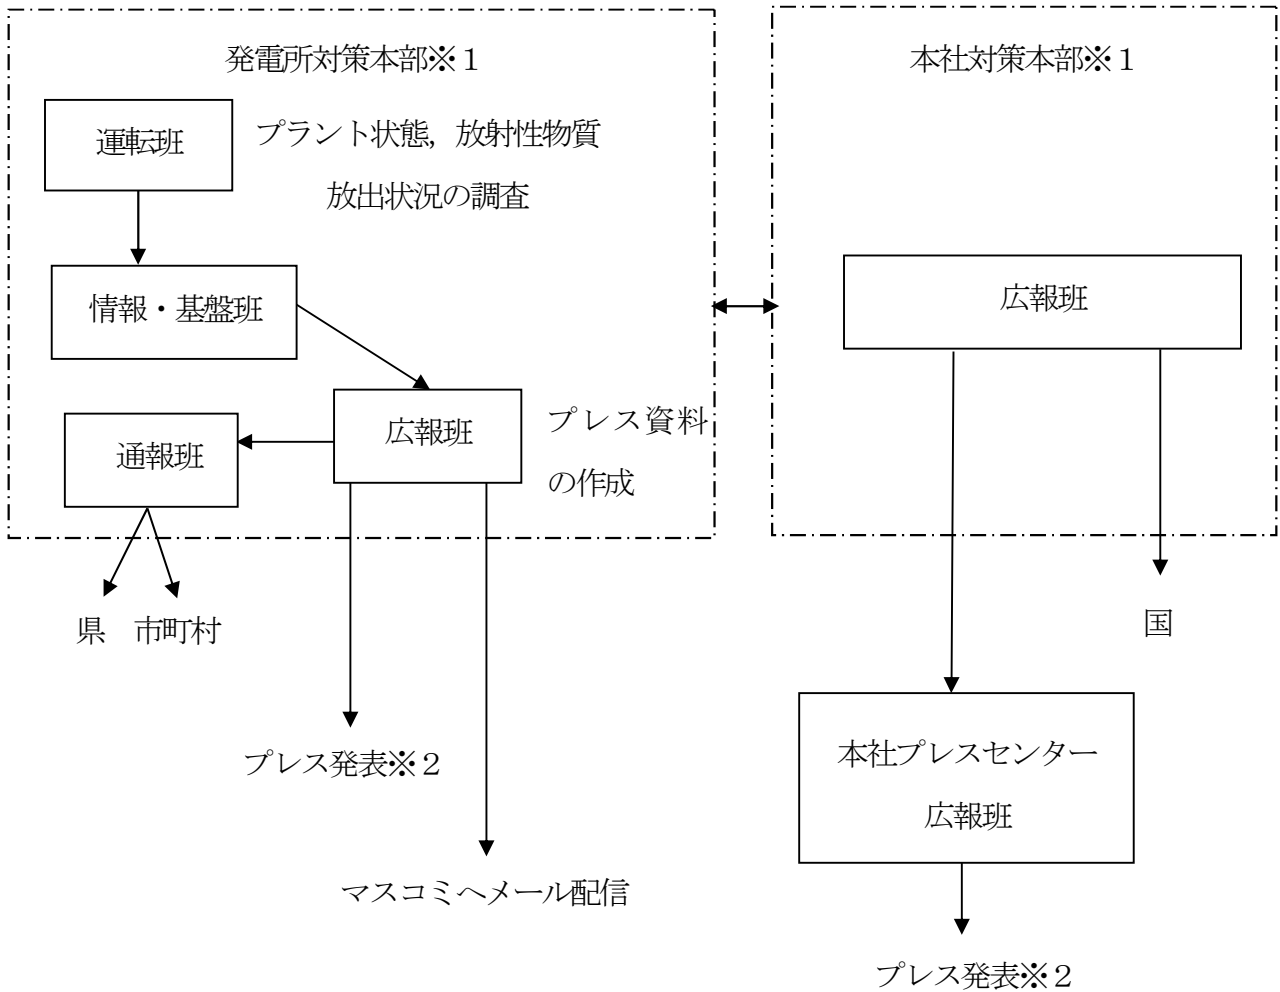 発電所対策本部※１
運転班
プラント状態，放射性物質
放出状況の調査
情報・基盤班
広報班
プレス資料
の作成
通報班
県　市町村
プレス発表※２
マスコミへメール配信
本社対策本部※１
広報班
国
本社プレスセンター
広報班
プレス発表※２